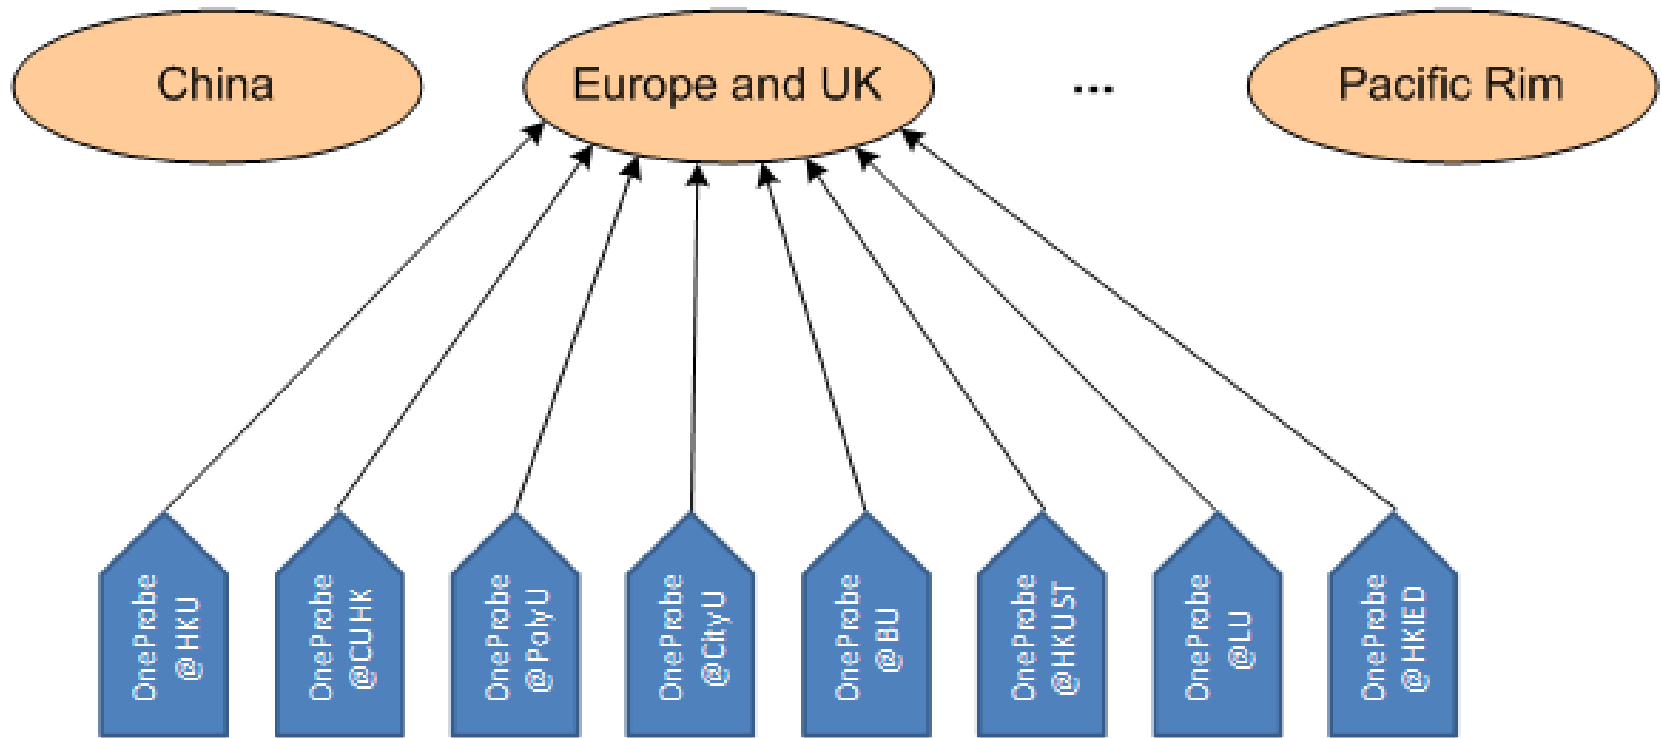 China
Europe and UK
...
Pacific Rim
OneProbe
@HKU
OneProbe
@CUHK
OneProbe
@PolyU
OneProbe
@CityU
OneProbe
@BU
OneProbe
@HKUST
OneProbe
@LU
OneProbe
@HKIED